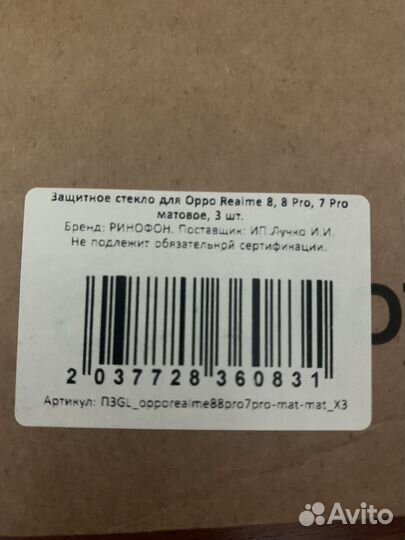 Защитное стекло для Oppo Realme 8, 8 Pro, 7 Pro
матовое, 3 шт.
Бренд: РИНОФОН. Поставщик: ИП Лучко И.И.
Не подлежит обязательной сертификации.
2 037728 360831
Артикул: ПЗGL_opporealme88pro7pro-mat-mat_X3
Avito